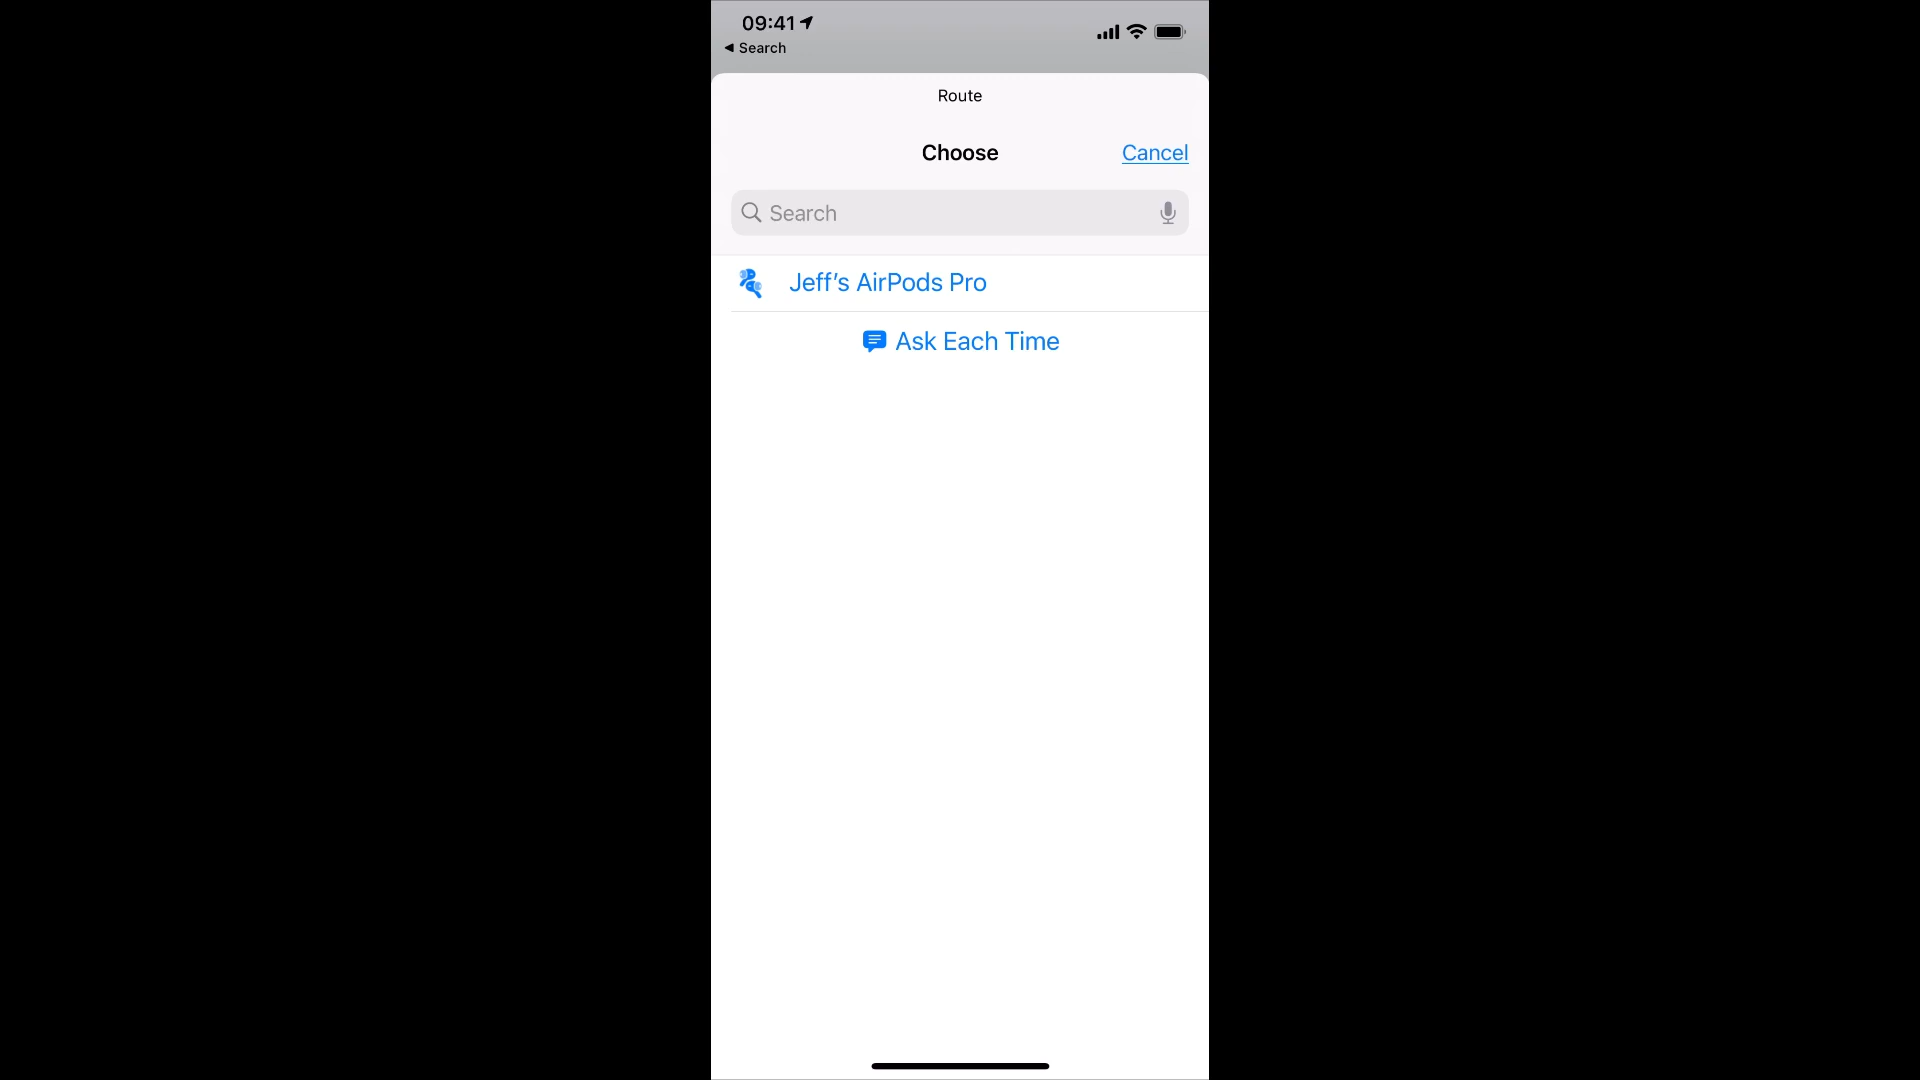 09:41
Search
Route
Choose
Cancel
Search
Jeff’s AirPods Pro
Ask Each Time